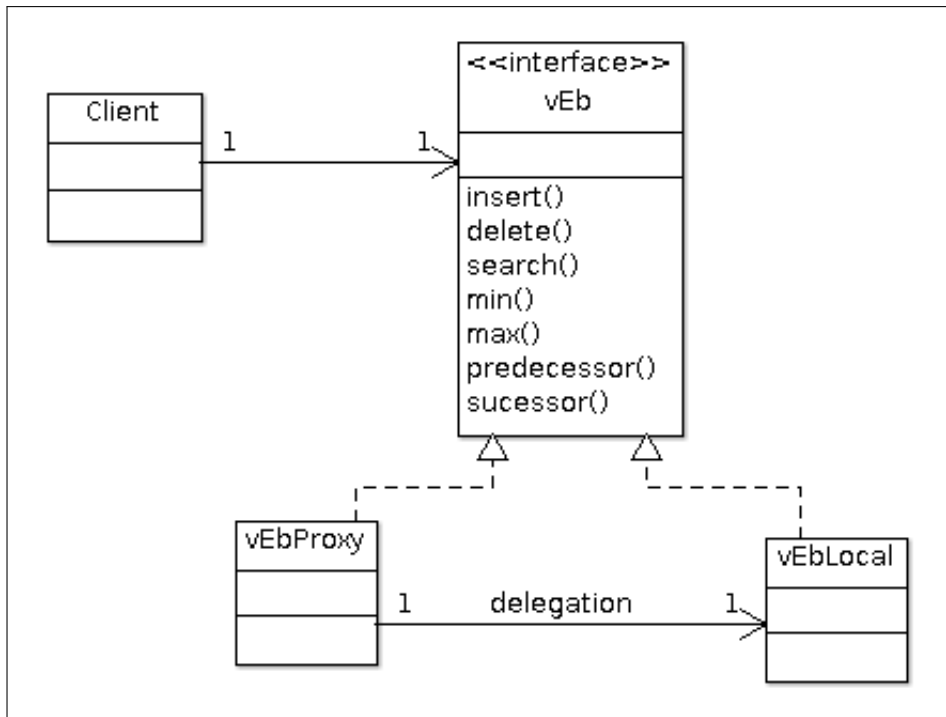 <<interface>>
vEb
Client
1
1
insert()
delete()
search()
min()
max()
predecessor()
sucessor()
vEbProxy
vEbLocal
1
delegation
1